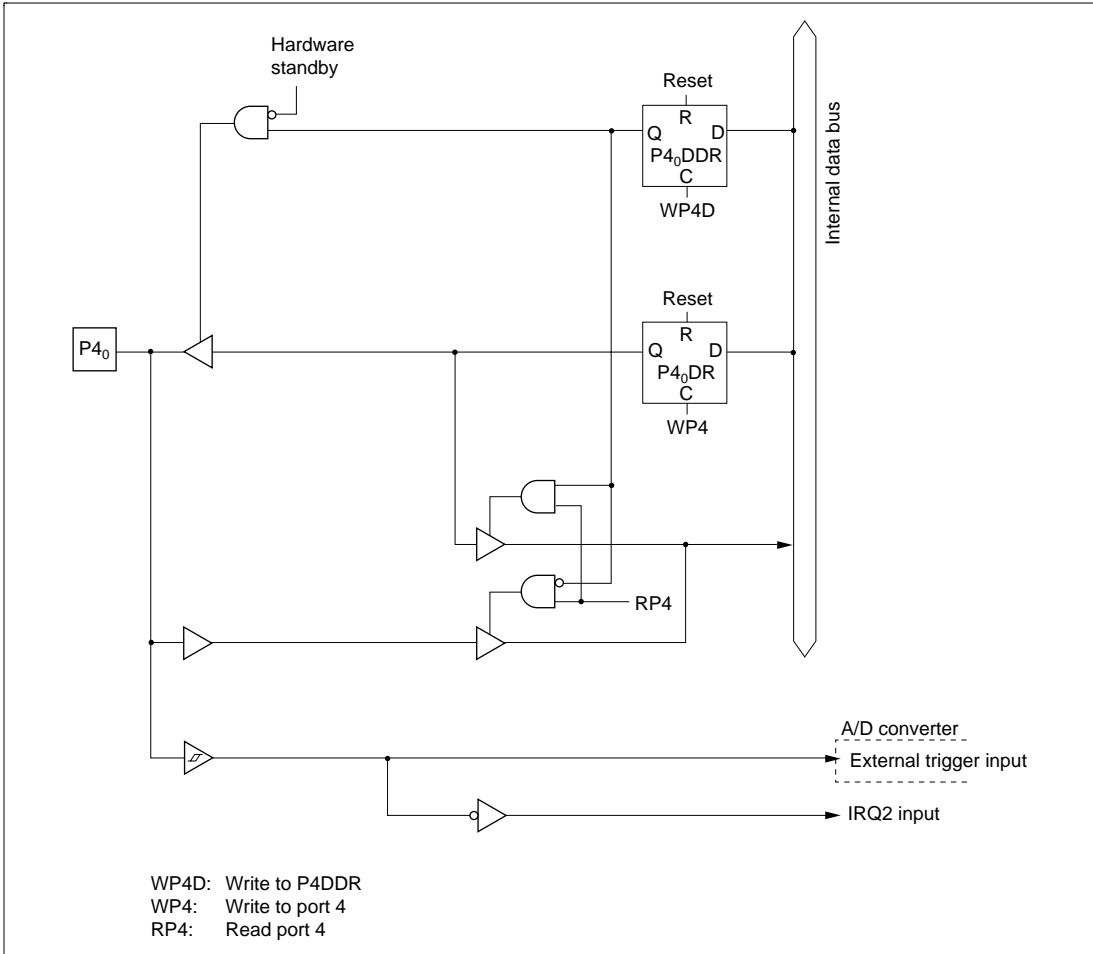 Hardware
standby
Reset
R
Q
D
P4₀DDR
C
WP4D
Internal data bus
Reset
R
Q
D
P4₀DR
C
WP4
P4₀
RP4
A/D converter
External trigger input
IRQ2 input
WP4D: Write to P4DDR
WP4: Write to port 4
RP4: Read port 4